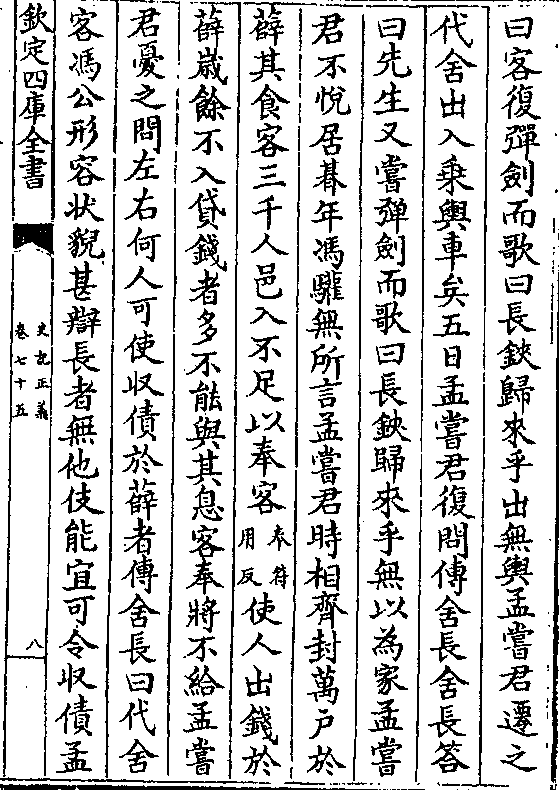 曰客復彈劍而歌曰長鋏歸來乎出無輿孟嘗君遷之
代舍出入乘輿車矣五日孟嘗君復問傳舍長舍長答
曰先生又嘗彈劍而歌曰長鋏歸來乎無以為家孟嘗
君不悅居朞年馮驩無所言孟嘗君時相齊封萬戶於
薛其食客三千人邑入不足以奉客奉符用反使人出錢於
薛歲餘不入貸錢者多不能與其息客奉將不給孟嘗
君憂之問左右何人可使収債於薛者傳舍長曰代舍
客馮公形容狀貌甚辯長者無他伎能宜可令収債孟
欽定四庫全書
史記正義
卷七十五
八